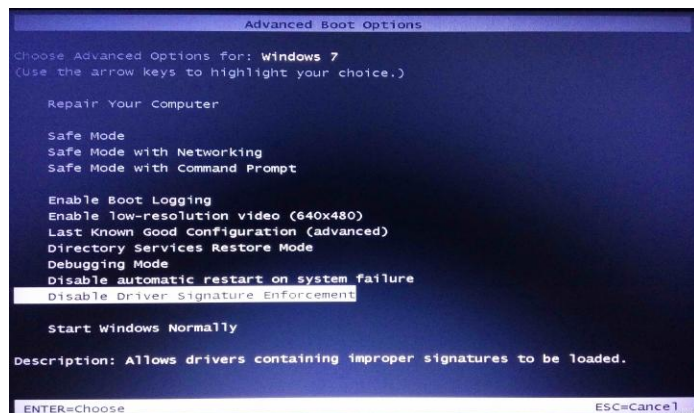 Advanced Boot Options
Choose Advanced Options for: Windows 7
(Use the arrow keys to highlight your choice.)
Repair Your Computer
Safe Mode
Safe Mode with Networking
Safe Mode with Command Prompt
Enable Boot Logging
Enable low-resolution video (640x480)
Last Known Good Configuration (advanced)
Directory Services Restore Mode
Debugging Mode
Disable automatic restart on system failure
Disable Driver Signature Enforcement
Start Windows Normally
Description: Allows drivers containing improper signatures to be loaded.
ENTER=Choose ESC=Cancel